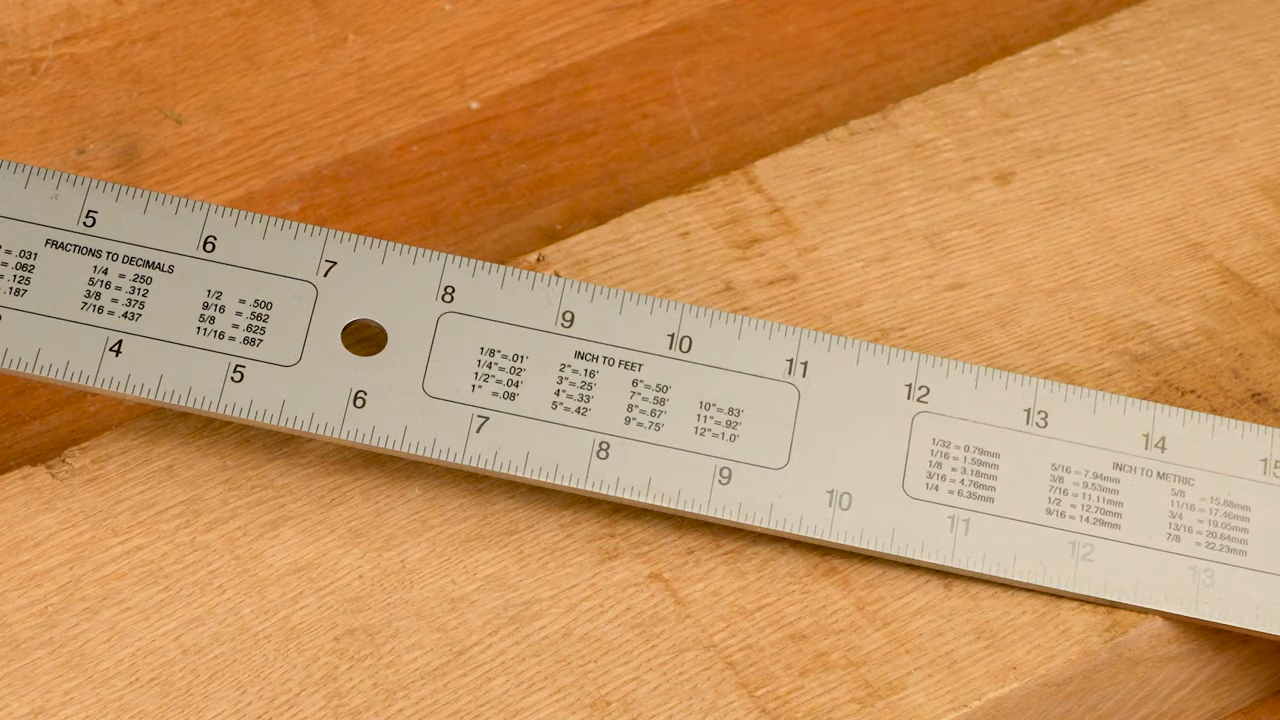 5 6 7 8 9 10 11 12 13 14 15
FRACTIONS TO DECIMALS
= .031
= .062
= .125
.187
1/4 = .250
5/16 = .312
3/8 = .375
7/16 = .437
1/2 = .500
9/16 = .562
5/8 = .625
11/16 = .687
INCH TO FEET
1/8"=.01'
1/4"=.02'
1/2"=.04'
1" =.08'
2"=.16'
3"=.25'
4"=.33'
5"=.42'
6"=.50'
7"=.58'
8"=.67'
9"=.75'
10"=.83'
11"=.92'
12"=1.0'
INCH TO METRIC
1/32 = 0.79mm
1/16 = 1.59mm
1/8 = 3.18mm
3/16 = 4.76mm
1/4 = 6.35mm
5/16 = 7.94mm
3/8 = 9.53mm
7/16 = 11.11mm
1/2 = 12.70mm
9/16 = 14.29mm
5/8 = 15.88mm
11/16 = 17.46mm
3/4 = 19.05mm
13/16 = 20.64mm
7/8 = 22.23mm
4 5 6 7 8 9 10 11 12 13